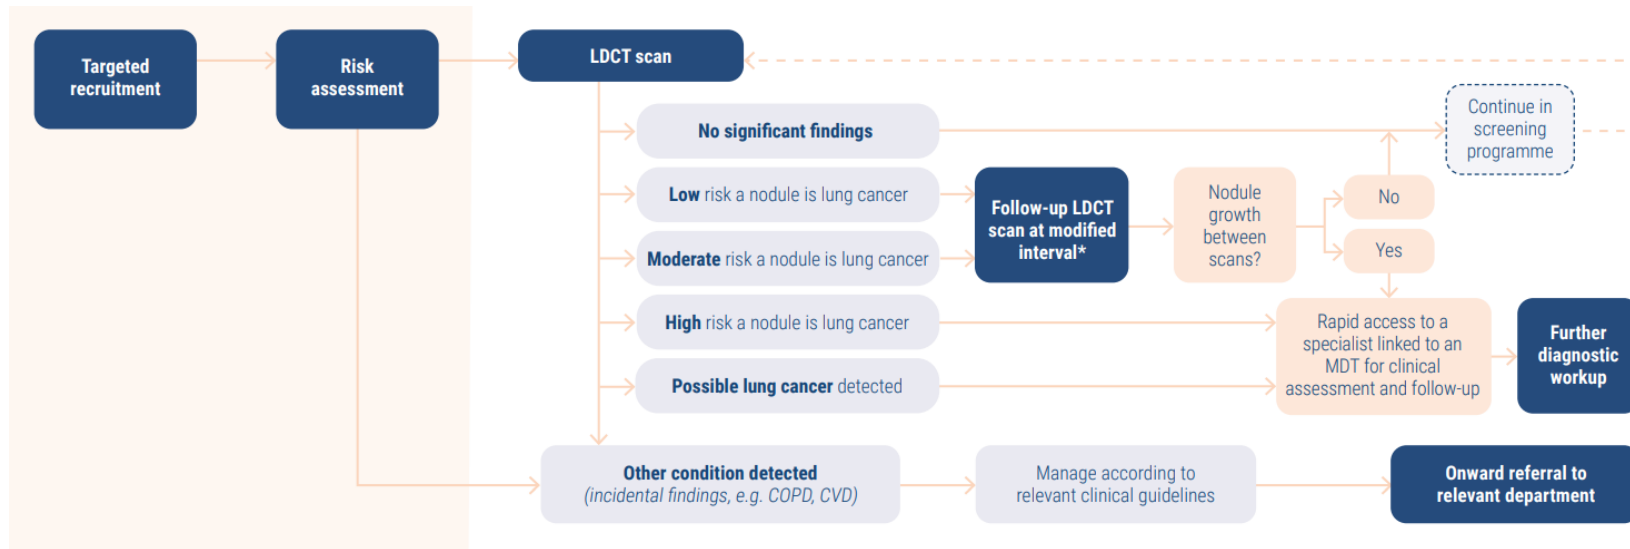 Targeted
recruitment
Risk
assessment
LDCT scan
No significant findings
Low risk a nodule is lung cancer
Moderate risk a nodule is lung cancer
High risk a nodule is lung cancer
Possible lung cancer detected
Follow-up LDCT
scan at modified
interval*
Nodule
growth
between
scans?
No
Yes
Continue in
screening
programme
Rapid access to a
specialist linked to an
MDT for clinical
assessment and follow-up
Further
diagnostic
workup
Other condition detected
(incidental findings, e.g. COPD, CVD)
Manage according to
relevant clinical guidelines
Onward referral to
relevant department